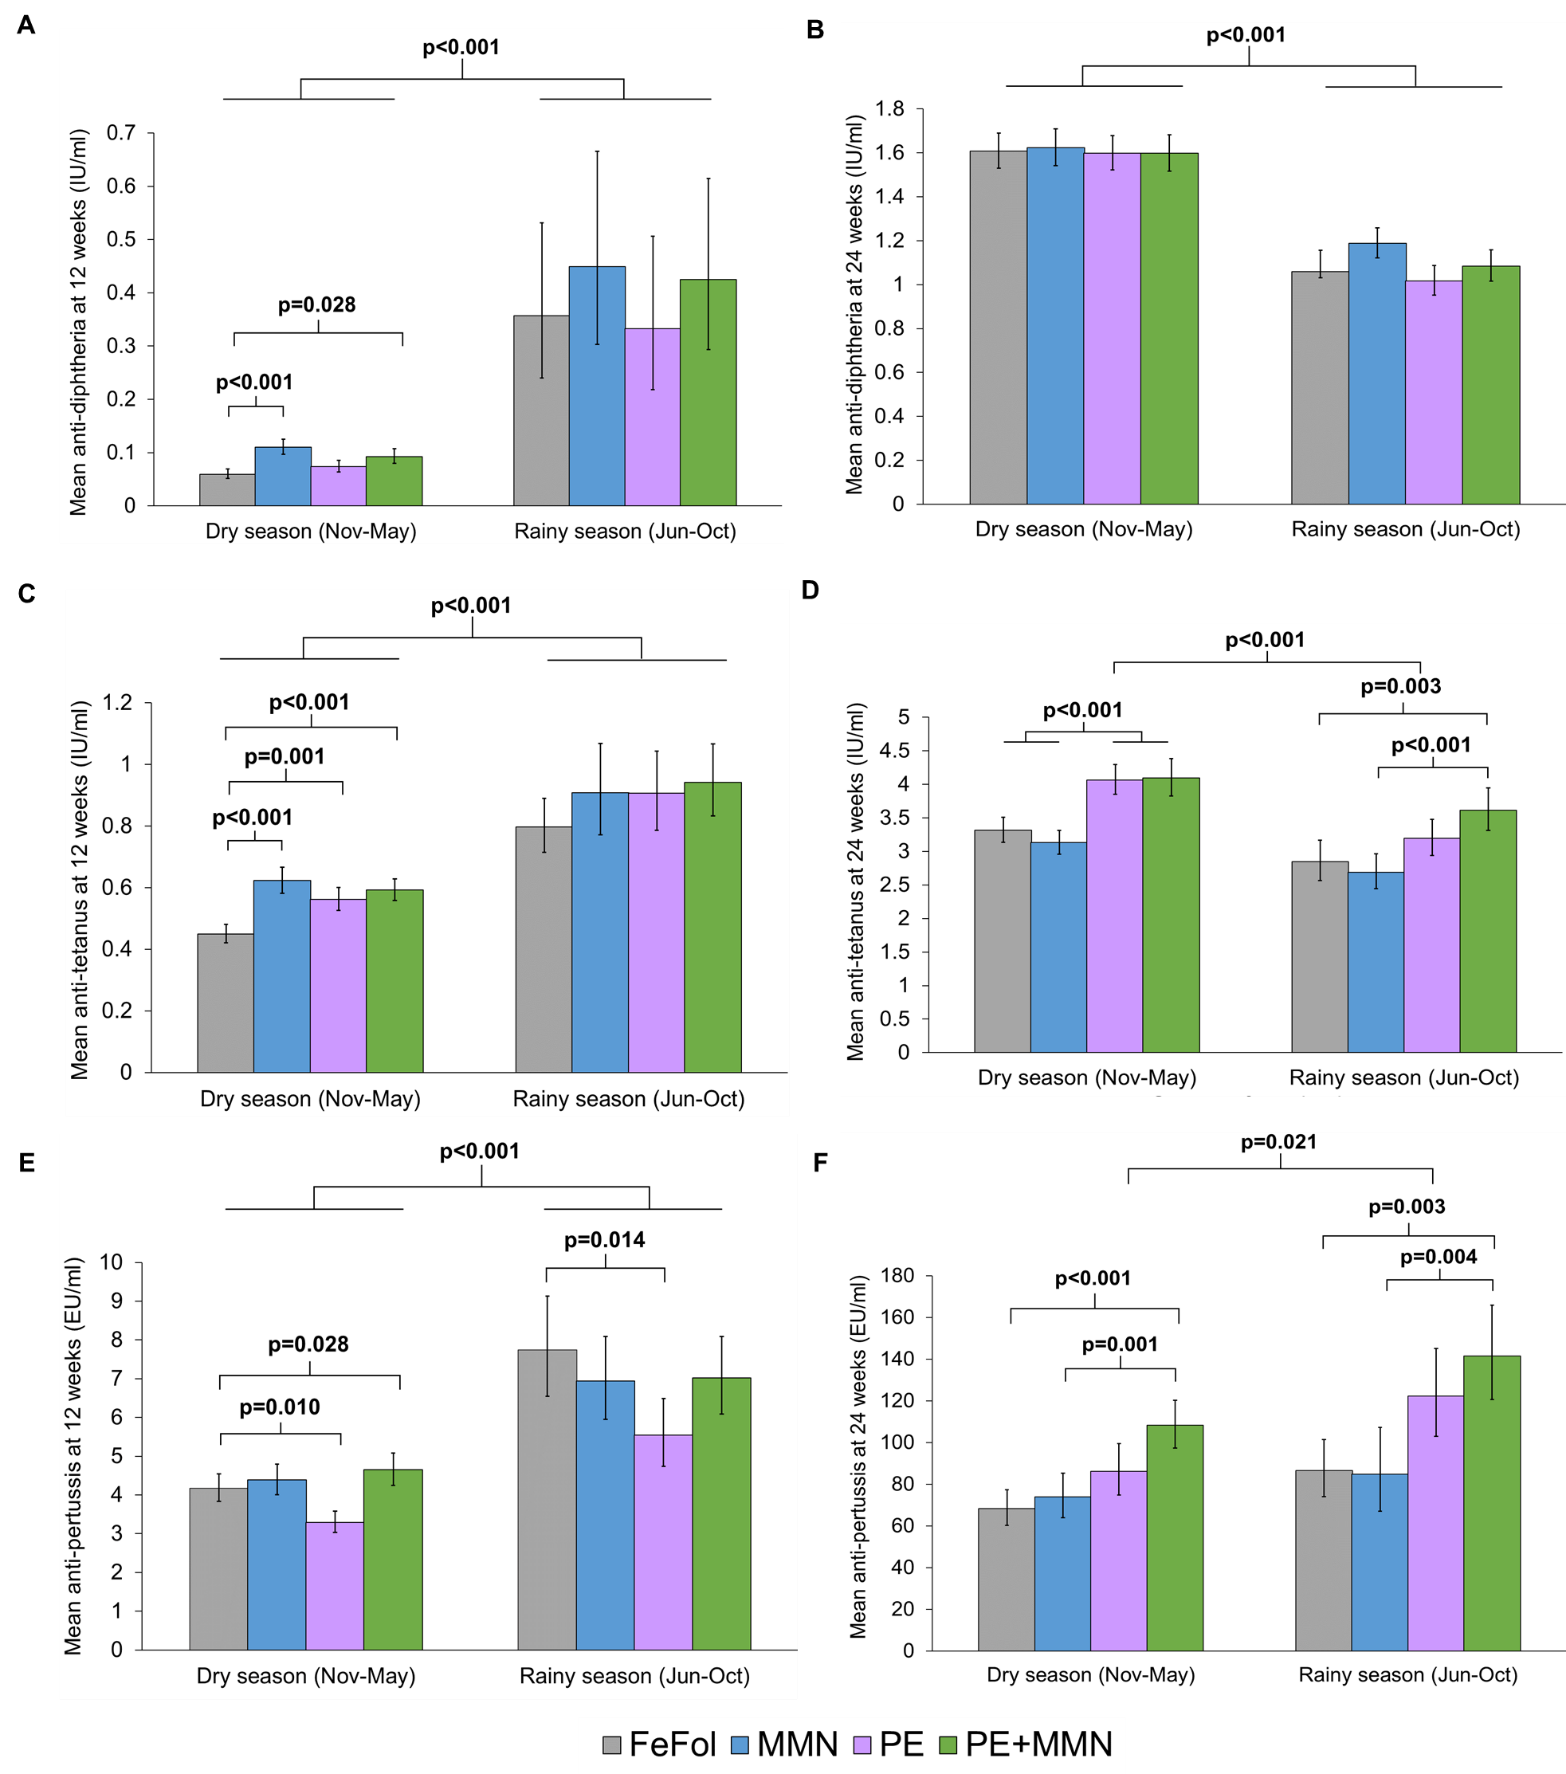 A
p<0.001
Mean anti-diphtheria at 12 weeks (IU/ml)
0.7
0.6
0.5
0.4
0.3
0.2
0.1
0
p=0.028
p<0.001
Dry season (Nov-May)
Rainy season (Jun-Oct)
B
p<0.001
Mean anti-diphtheria at 24 weeks (IU/ml)
1.8
1.6
1.4
1.2
1
0.8
0.6
0.4
0.2
0
Dry season (Nov-May)
Rainy season (Jun-Oct)
C
p<0.001
Mean anti-tetanus at 12 weeks (IU/ml)
1.2
1
0.8
0.6
0.4
0.2
0
p<0.001
p=0.001
p<0.001
Dry season (Nov-May)
Rainy season (Jun-Oct)
D
p<0.001
p=0.003
p<0.001
p<0.001
Mean anti-tetanus at 24 weeks (IU/ml)
5
4.5
4
3.5
3
2.5
2
1.5
1
0.5
0
Dry season (Nov-May)
Rainy season (Jun-Oct)
E
p<0.001
p=0.014
Mean anti-pertussis at 12 weeks (EU/ml)
10
9
8
7
6
5
4
3
2
1
0
p=0.028
p=0.010
Dry season (Nov-May)
Rainy season (Jun-Oct)
F
p=0.021
p=0.003
p=0.004
p<0.001
p=0.001
Mean anti-pertussis at 24 weeks (EU/ml)
180
160
140
120
100
80
60
40
20
0
Dry season (Nov-May)
Rainy season (Jun-Oct)
FeFol MMN PE PE+MMN